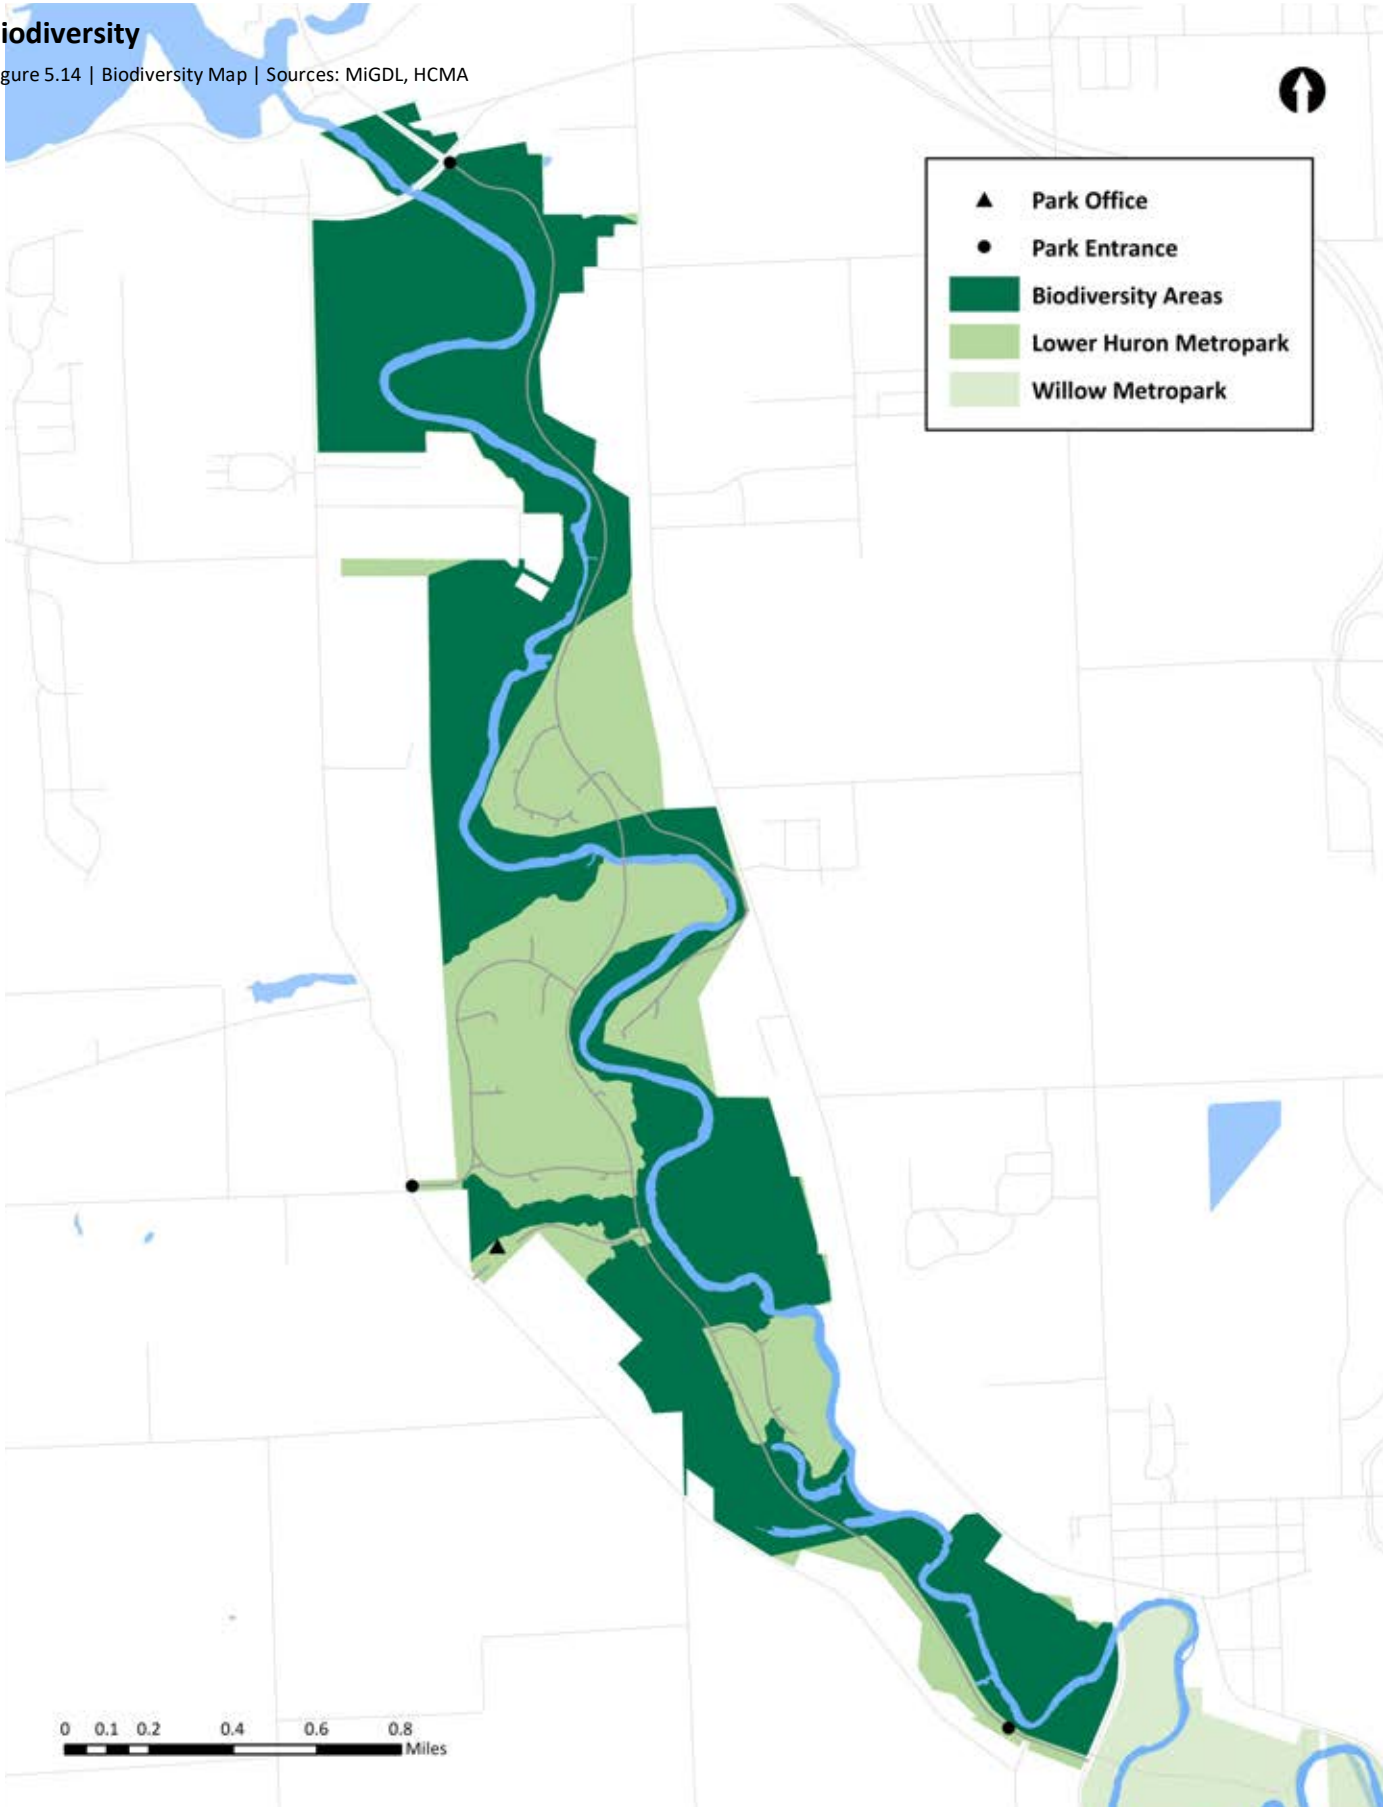 iodiversity
gure 5.14 | Biodiversity Map | Sources: MiGDL, HCMA
Park Office
Park Entrance
Biodiversity Areas
Lower Huron Metropark
Willow Metropark
0 0.1 0.2 0.4 0.6 0.8
Miles